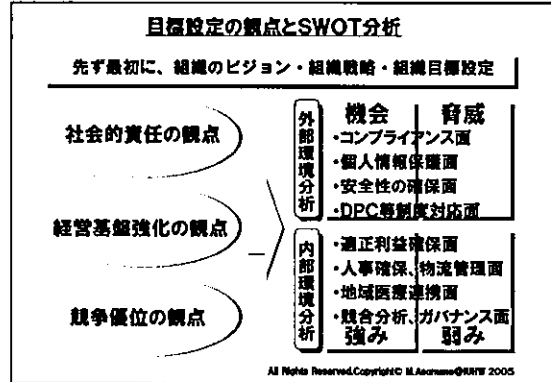 目標設定の観点とSWOT分析
先ず最初に、組織のビジョン・組織戦略・組織目標設定
社会的責任の観点
経営基盤強化の観点
競争優位の観点
外部環境分析
機会 脅威
・コンプライアンス面
・個人情報保護面
・安全性の確保面
・DPC等制度対応面
内部環境分析
・適正利益確保面
・人事確保、物流管理面
・地域医療連携面
・競合分析、ガバナンス面
強み 弱み
All Rights Reserved.Copyright© M.Asamame@IUHW 2005